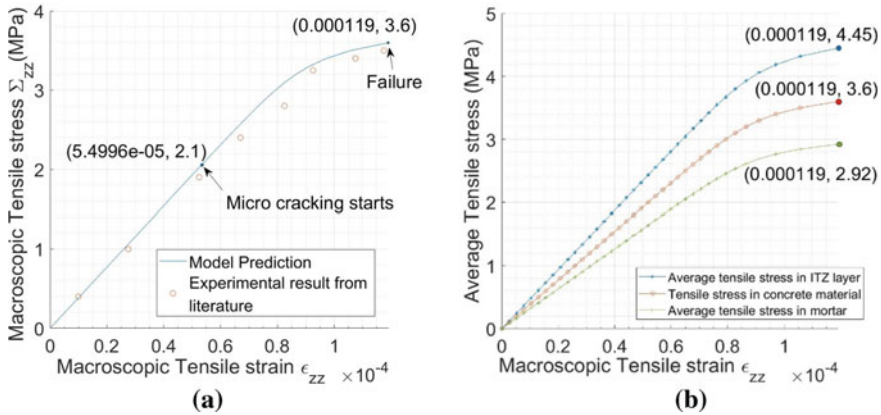 (0.000119, 3.6)
4
3
2
1
0
Macroscopic Tensile stress Σzz(MPa)
Failure
(5.4996e-05, 2.1)
Micro cracking starts
Model Prediction
Experimental result from
literature
0 0.2 0.4 0.6 0.8 1
Macroscopic Tensile strain ϵzz ×10-4
(a)
5
4
3
2
1
0
Average Tensile stress (MPa)
(0.000119, 4.45)
(0.000119, 3.6)
(0.000119, 2.92)
Average tensile stress in ITZ layer
Tensile stress in concrete material
Average tensile stress in mortar
0 0.2 0.4 0.6 0.8 1
Macroscopic Tensile strain ϵzz ×10-4
(b)